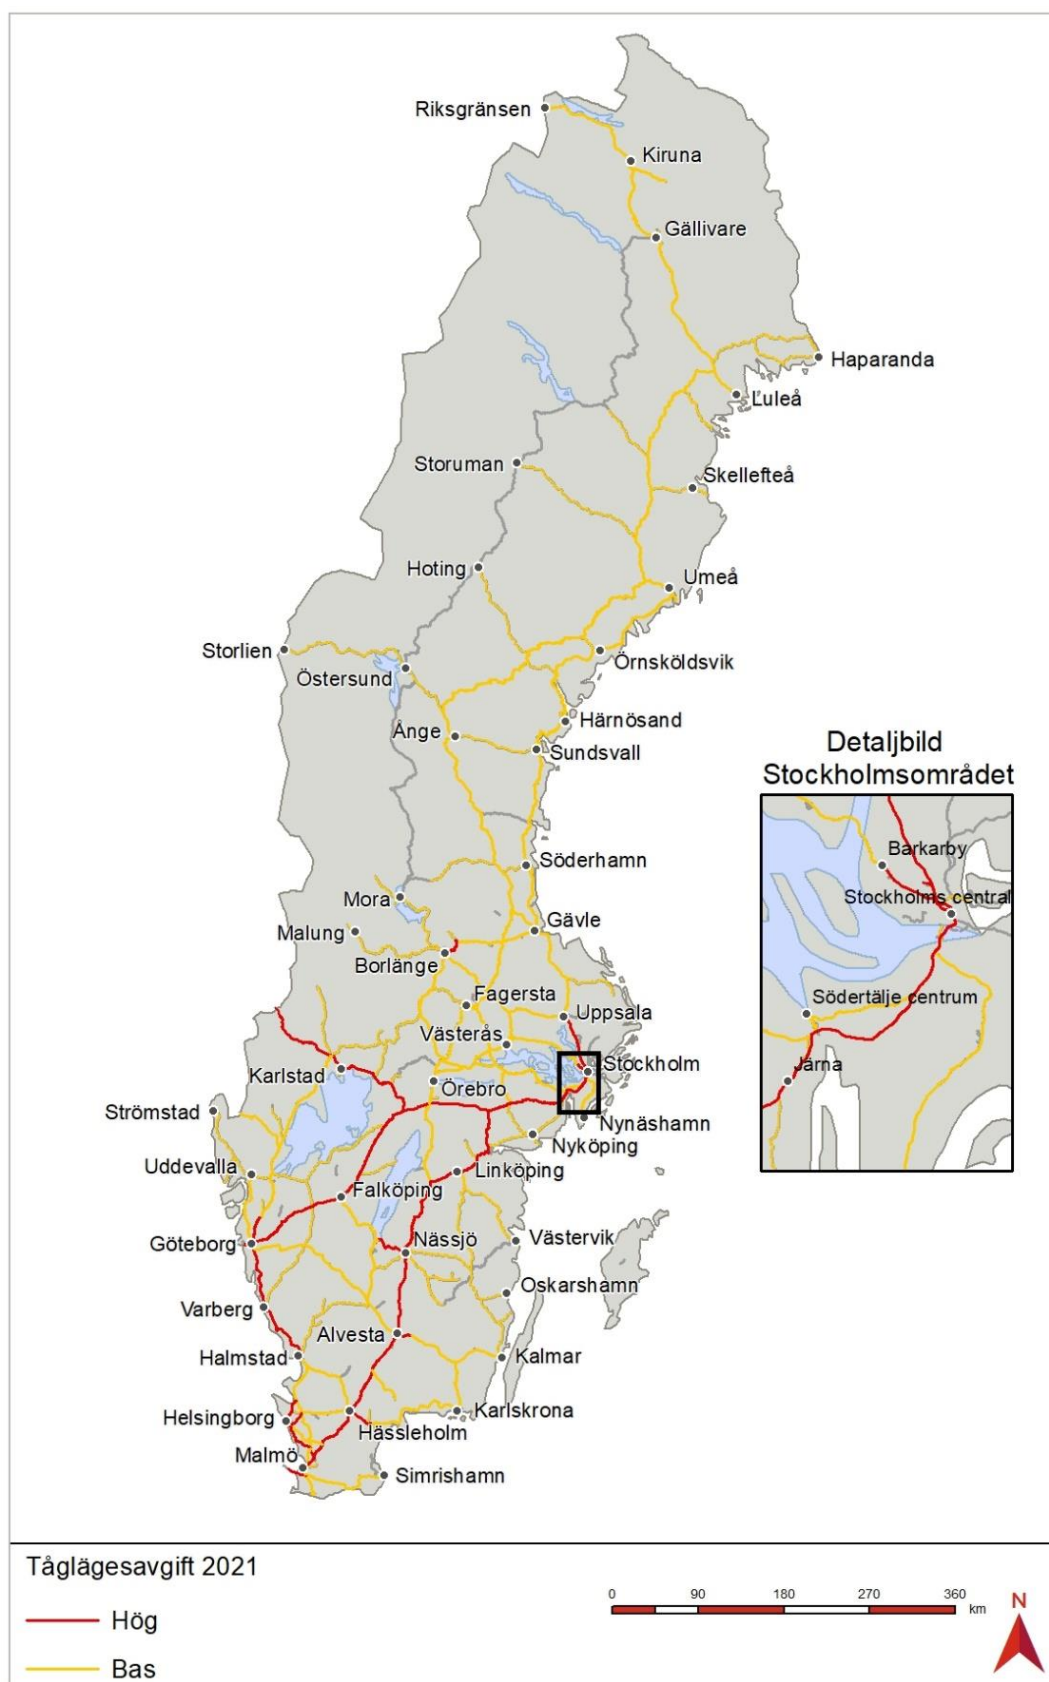 Riksgränsen
Kiruna
Gällivare
Haparanda
Luleå
Storuman
Skellefteå
Hoting
Umeå
Storlien
Östersund
Örnsköldsvik
Ånge
Härnösand
Sundsvall
Detaljbild
Stockholmsområdet
Barkarby
Stockholms central
Södertälje centrum
Järna
Söderhamn
Mora
Malung
Gävle
Borlänge
Fagersta
Uppsala
Västerås
Stockholm
Karlstad
Örebro
Strömstad
Nynäshamn
Nyköping
Uddevalla
Linköping
Falköping
Göteborg
Nässjö
Västervik
Oskarshamn
Varberg
Alvesta
Halmstad
Kalmar
Helsingborg
Karlskrona
Hässleholm
Malmö
Simrishamn
Tåglägesavgift 2021
Hög
Bas
0 90 180 270 360
km
N